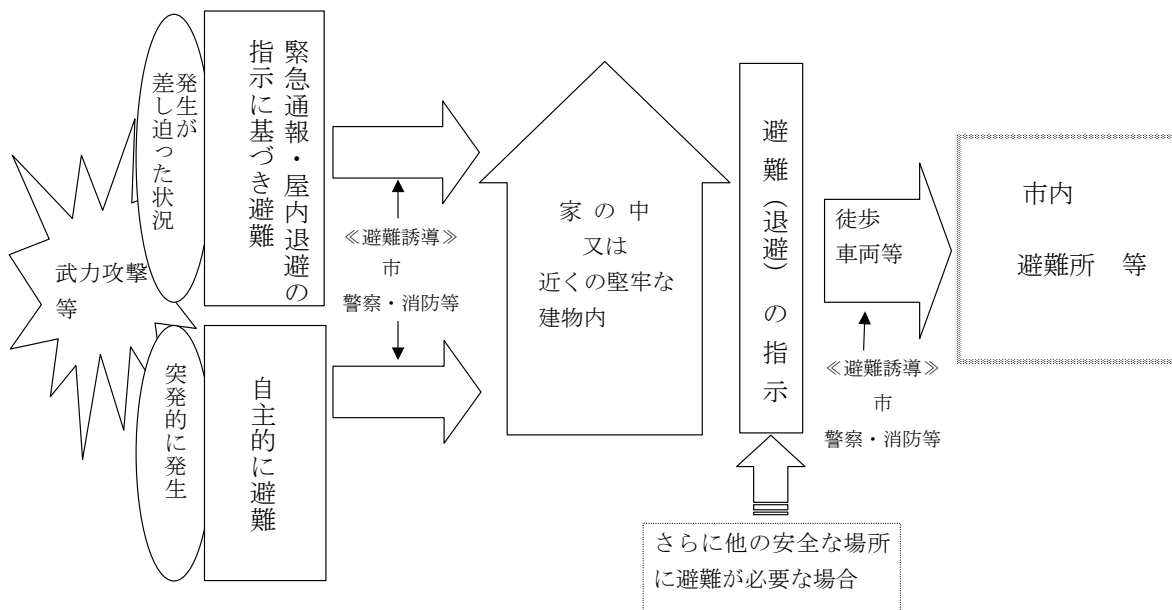 武力攻撃
等
発生が
差し迫った状況
緊急通報・屋内退避の
指示に基づき避難
突発的に発生
自主的に避難
≪避難誘導≫
市
警察・消防等
家の中
又は
近くの堅牢な
建物内
避難(退避)の指示
さらに他の安全な場所
に避難が必要な場合
徒歩
車両等
≪避難誘導≫
市
警察・消防等
市内
避難所　等